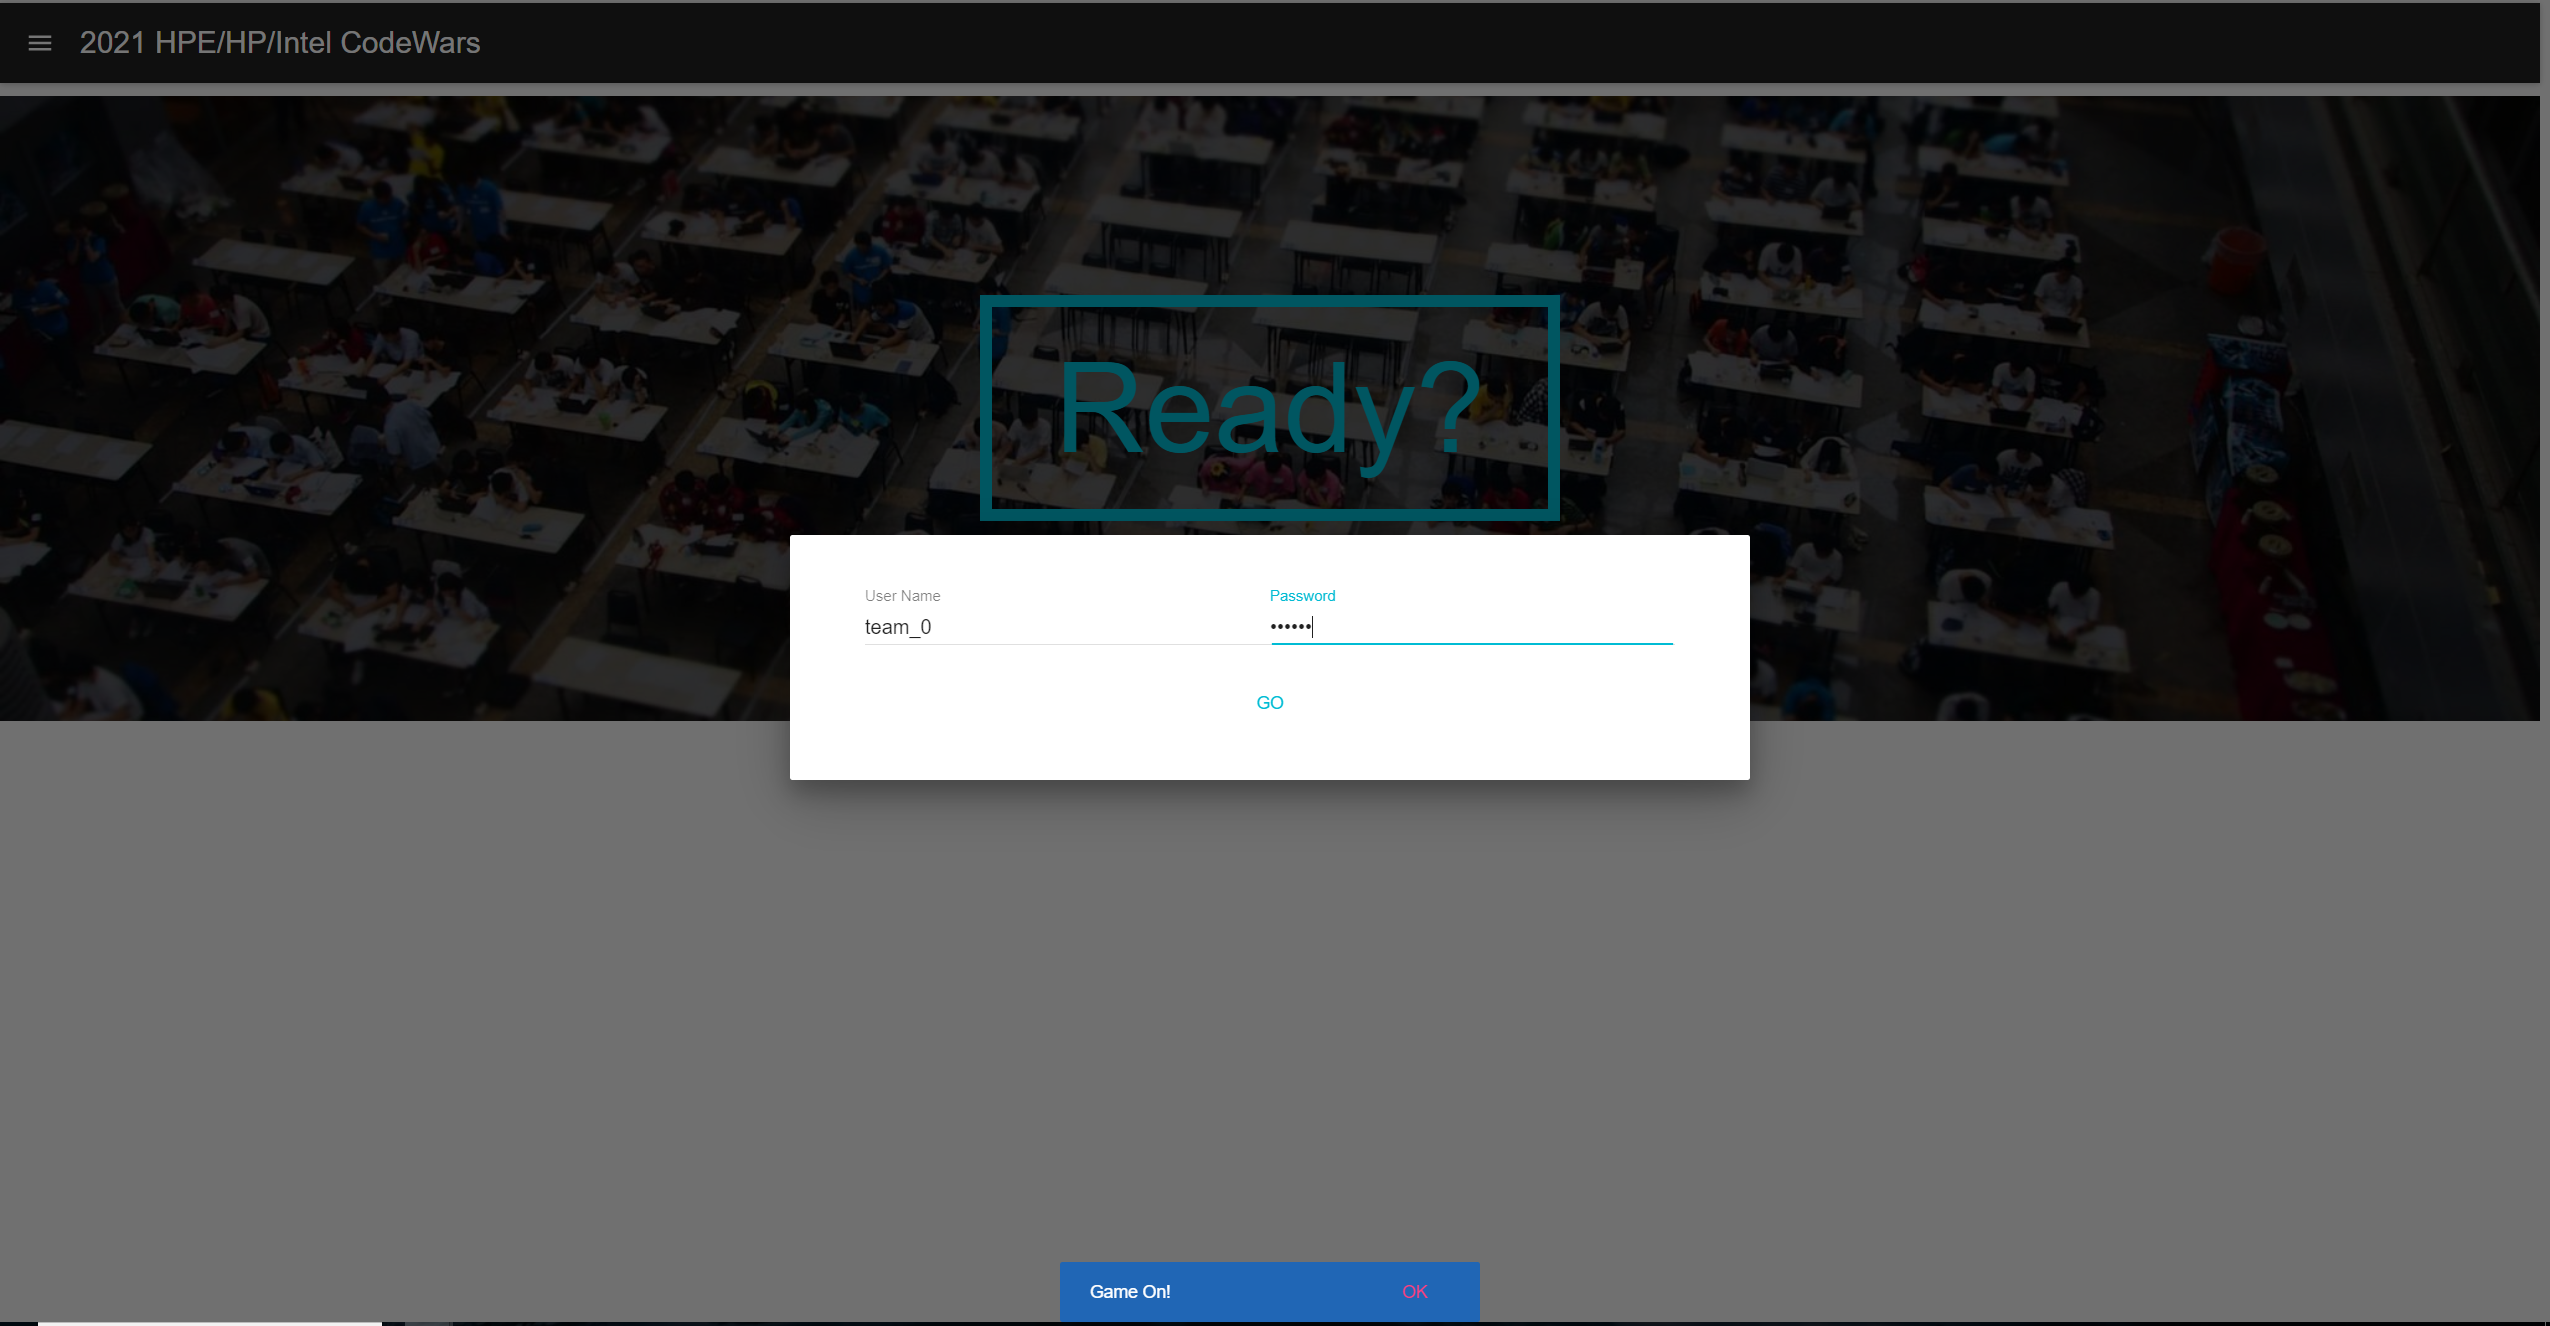 2021 HPE/HP/Intel CodeWars
Ready?
User Name
Password
team_0
••••••
GO
Game On!
OK